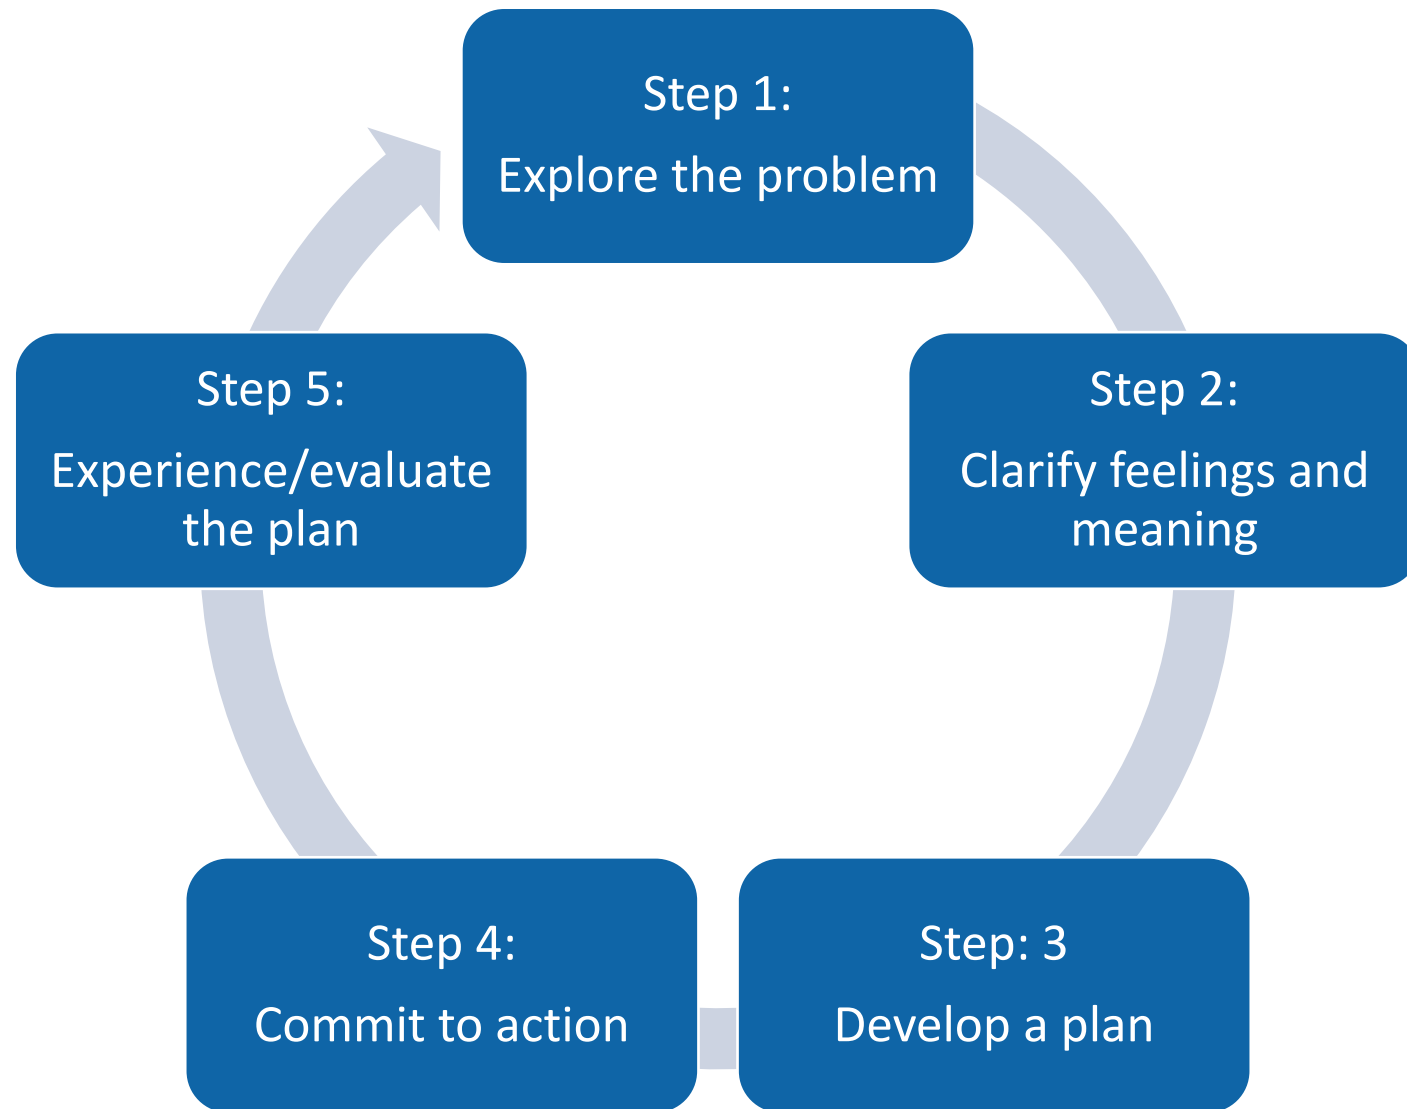 Step 1:
Explore the problem
Step 2:
Clarify feelings and
meaning
Step: 3
Develop a plan
Step 4:
Commit to action
Step 5:
Experience/evaluate
the plan